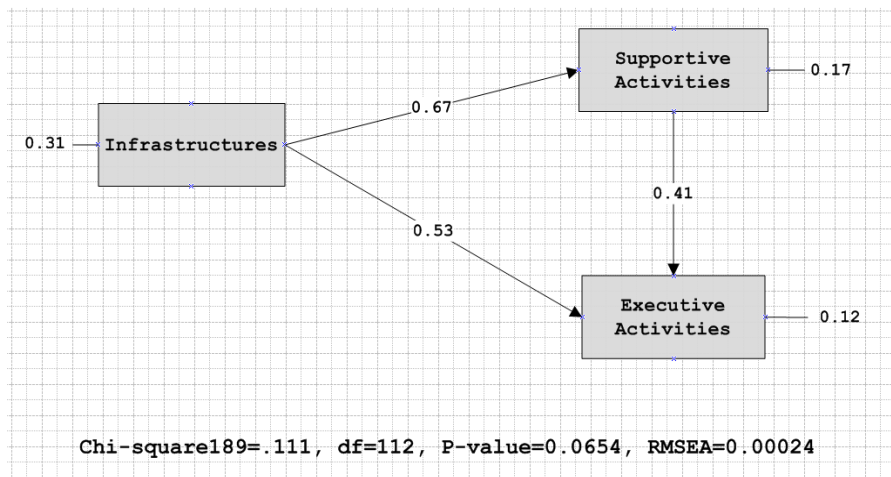 Supportive
Activities
0.17
0.67
0.31
Infrastructures
0.41
0.53
Executive
Activities
0.12
Chi-square189=.111, df=112, P-value=0.0654, RMSEA=0.00024